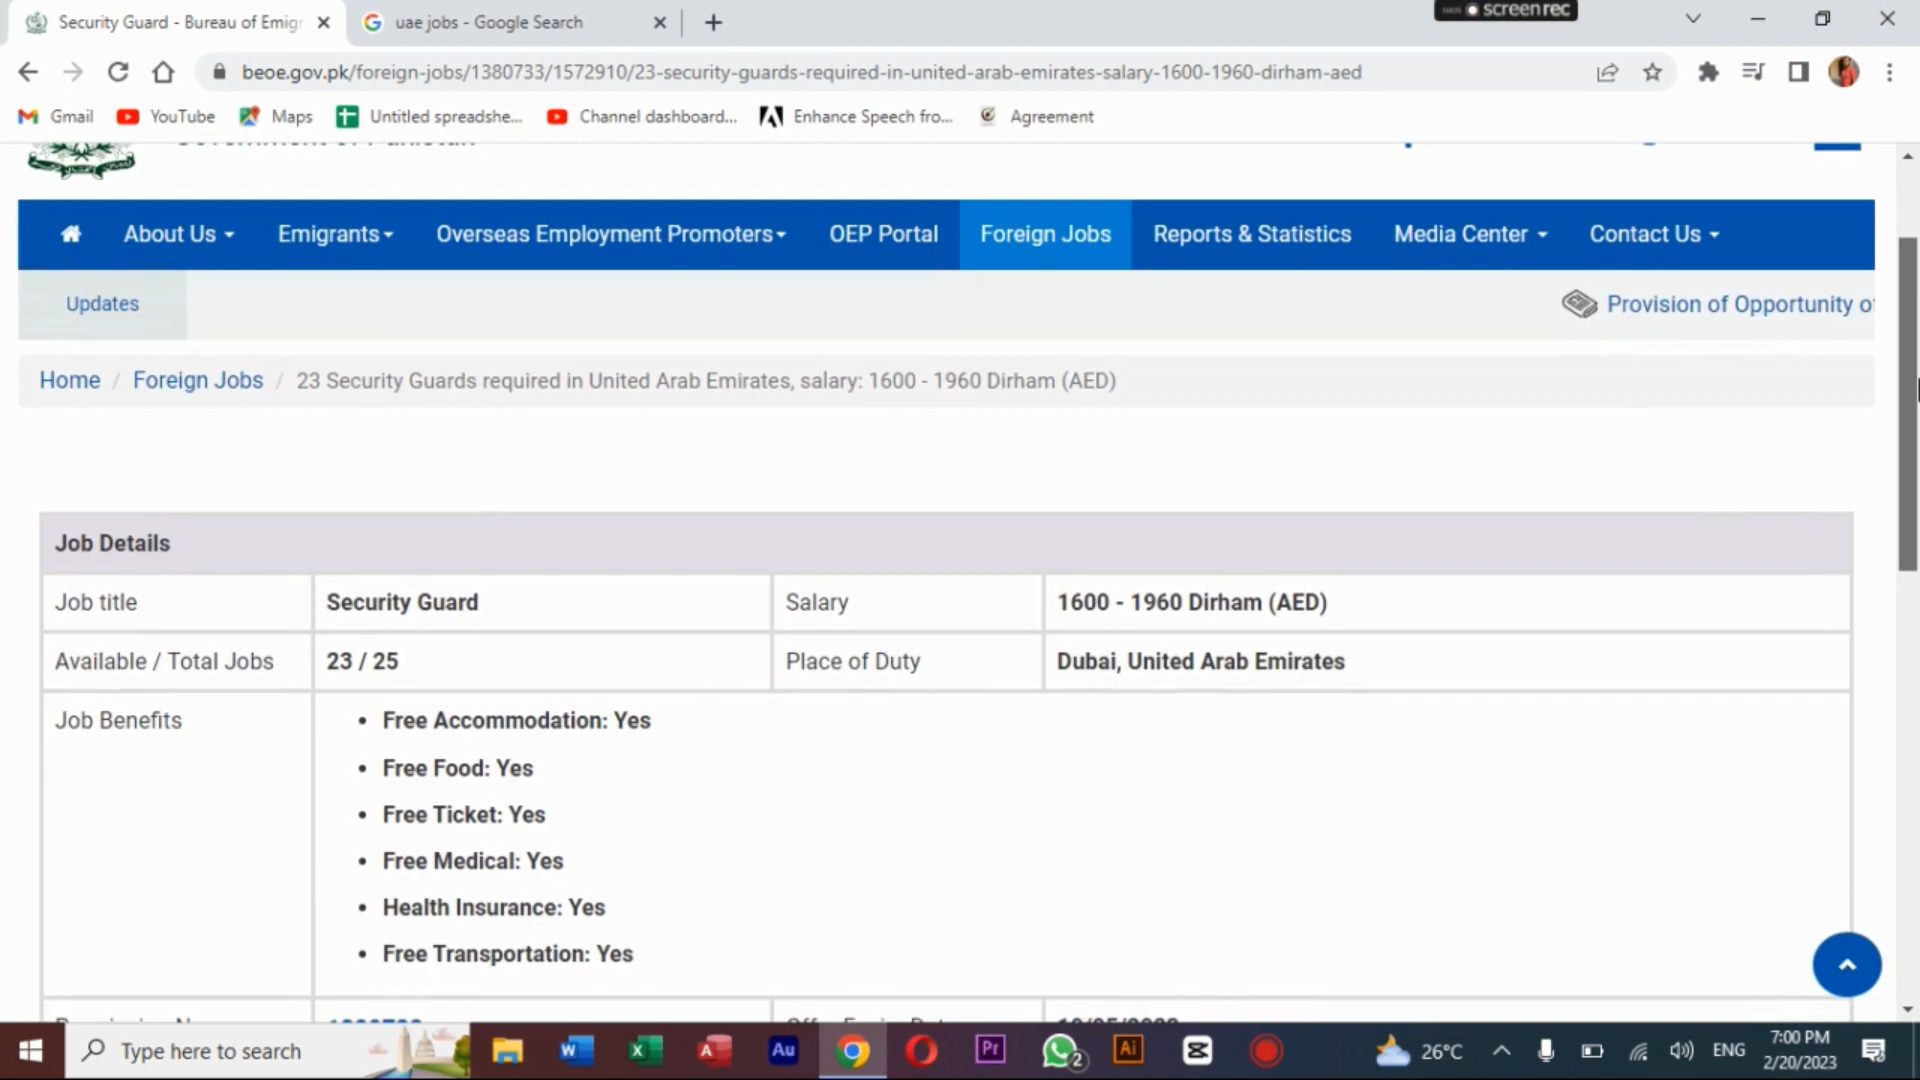 screenrec
Security Guard - Bureau of Emigr
uae jobs - Google Search
beoe.gov.pk/foreign-jobs/1380733/1572910/23-security-guards-required-in-united-arab-emirates-salary-1600-1960-dirham-aed
Gmail
YouTube
Maps
Untitled spreadshe...
Channel dashboard...
Enhance Speech fro...
Agreement
About Us
Emigrants
Overseas Employment Promoters
OEP Portal
Foreign Jobs
Reports & Statistics
Media Center
Contact Us
Updates
Provision of Opportunity o
Home / Foreign Jobs / 23 Security Guards required in United Arab Emirates, salary: 1600 - 1960 Dirham (AED)
Job Details
Job title Security Guard Salary 1600 - 1960 Dirham (AED)
Available / Total Jobs 23 / 25 Place of Duty Dubai, United Arab Emirates
Job Benefits
• Free Accommodation: Yes
• Free Food: Yes
• Free Ticket: Yes
• Free Medical: Yes
• Health Insurance: Yes
• Free Transportation: Yes
Type here to search
Au
Pr
2
Ai
26°C
ENG
7:00 PM
2/20/2023